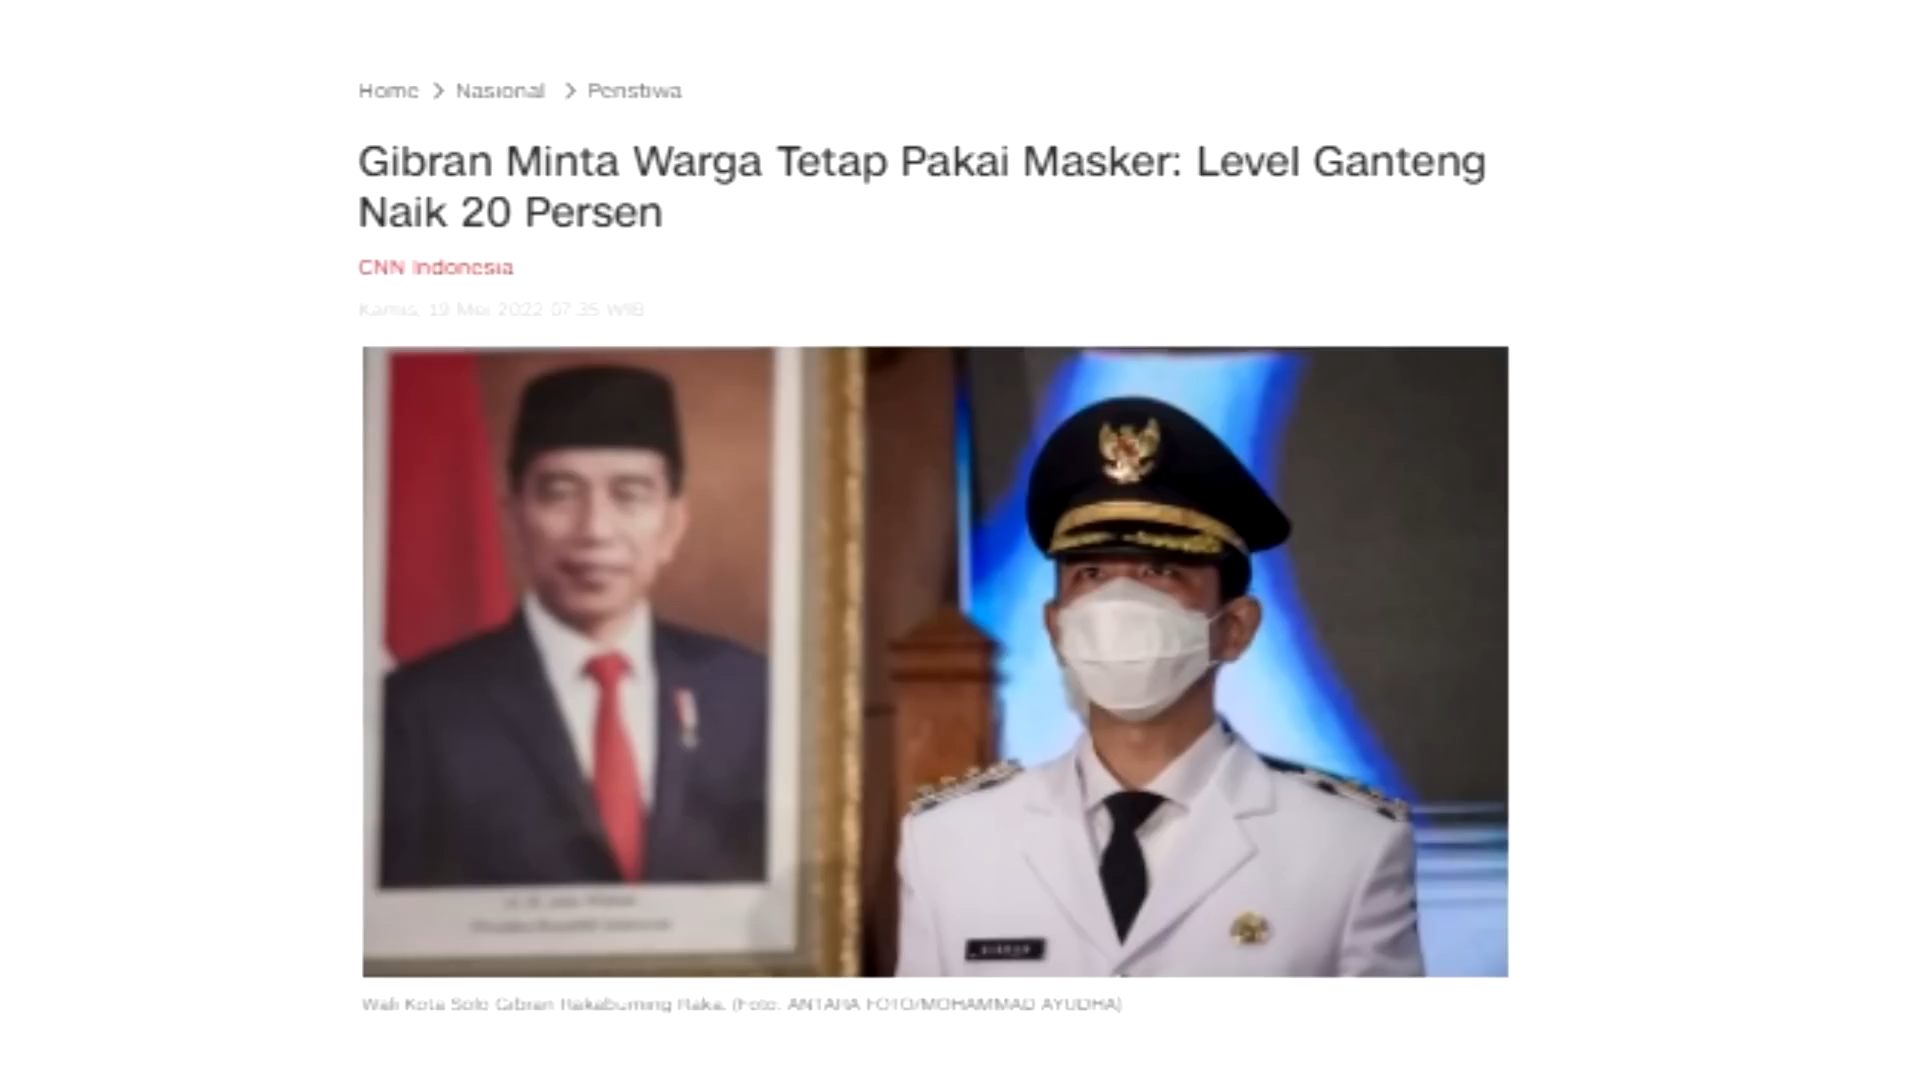 Home > Nasional > Peristiwa
Gibran Minta Warga Tetap Pakai Masker: Level Ganteng
Naik 20 Persen
CNN Indonesia
Kamis, 19 Mei 2022 07:35 WIB
GIBRAN
Wali Kota Solo Gibran Rakabuming Raka. (Foto: ANTARA FOTO/MOHAMMAD AYUDHA)